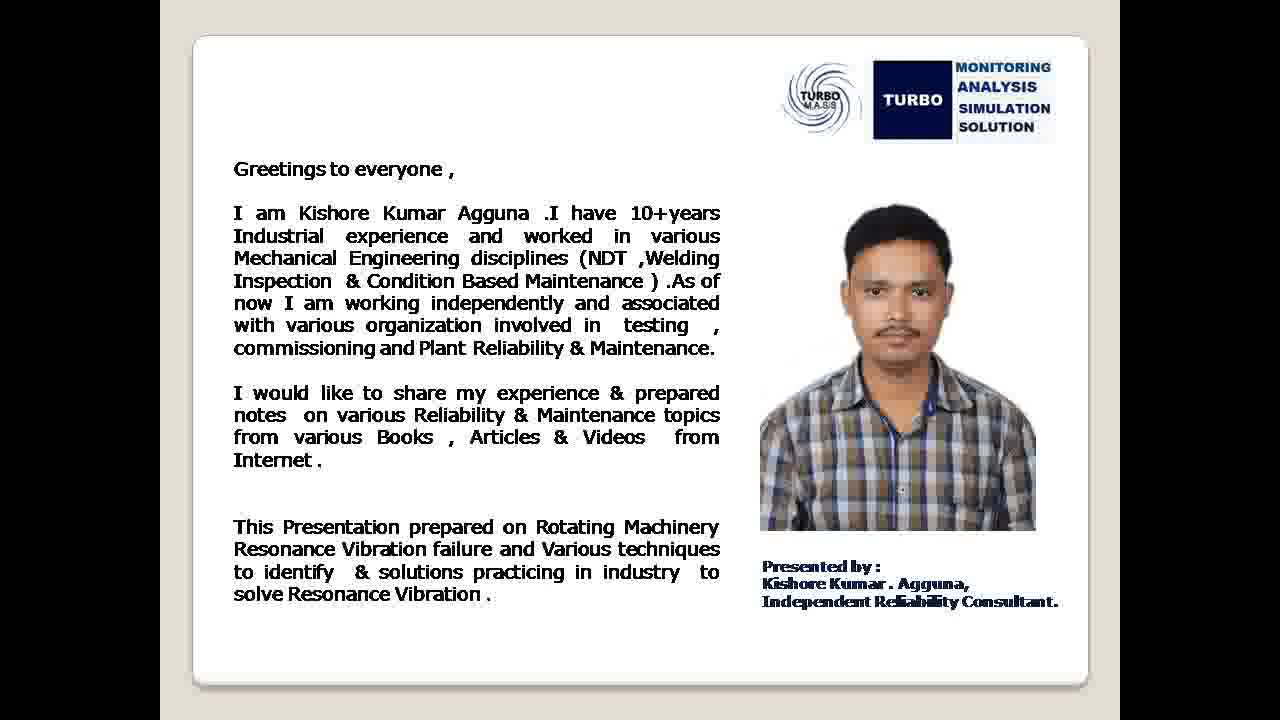 TURBO
M.A.S.S
TURBO
MONITORING
ANALYSIS
SIMULATION
SOLUTION
Greetings to everyone ,
I am Kishore Kumar Agguna .I have 10+years
Industrial experience and worked in various
Mechanical Engineering disciplines (NDT ,Welding
Inspection & Condition Based Maintenance ) .As of
now I am working independently and associated
with various organization involved in testing ,
commissioning and Plant Reliability & Maintenance.
I would like to share my experience & prepared
notes on various Reliability & Maintenance topics
from various Books , Articles & Videos from
Internet .
This Presentation prepared on Rotating Machinery
Resonance Vibration failure and Various techniques
to identify & solutions practicing in industry to
solve Resonance Vibration .
Presented by :
Kishore Kumar . Agguna,
Independent Reliability Consultant.